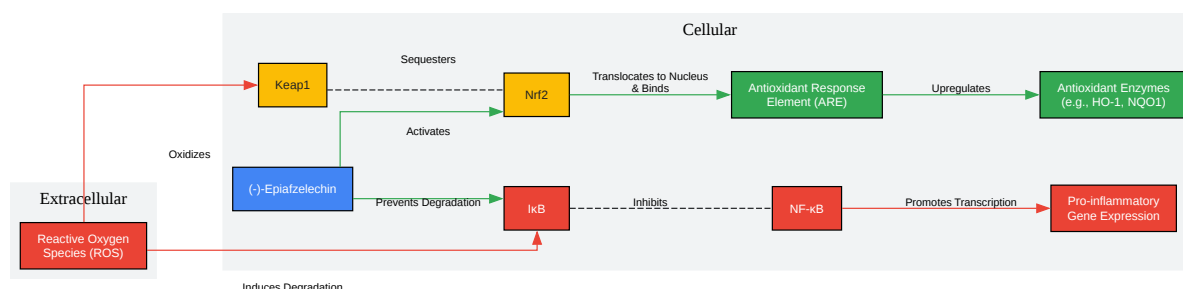 Cellular
Sequesters
Keap1
Nrf2
Translocates to Nucleus
& Binds
Antioxidant Response
Element (ARE)
Upregulates
Antioxidant Enzymes
(e.g., HO-1, NQO1)
Activates
Oxidizes
(-)-Epiafzelechin
Prevents Degradation
IκB
Inhibits
NF-κB
Promotes Transcription
Pro-inflammatory
Gene Expression
Extracellular
Reactive Oxygen
Species (ROS)
Induces Degradation